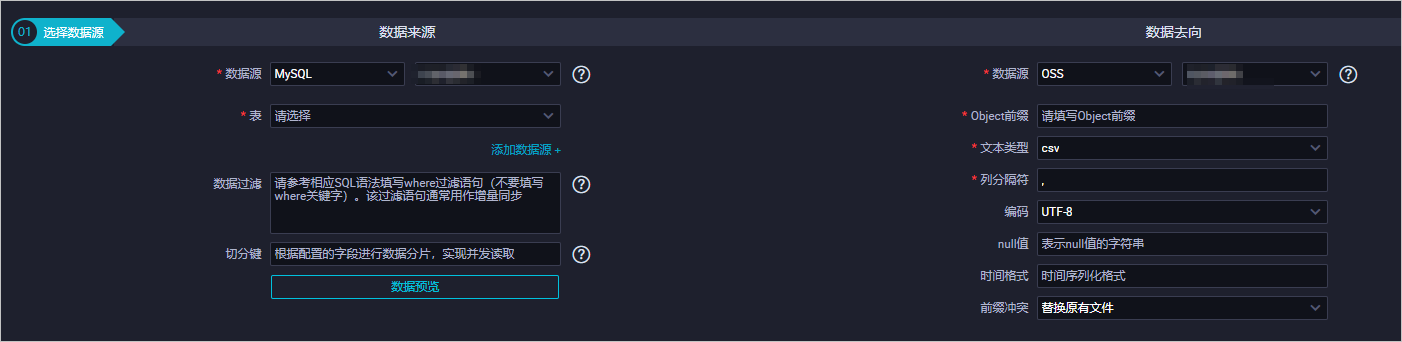 01 选择数据源
数据来源
数据去向
* 数据源 MySQL ?
* 表 请选择
添加数据源 +
数据过滤 请参考相应SQL语法填写where过滤语句（不要填写
where关键字）。该过滤语句通常用作增量同步 ?
切分键 根据配置的字段进行数据分片，实现并发读取 ?
数据预览
* 数据源 OSS ?
* Object前缀 请填写Object前缀
* 文本类型 csv
* 列分隔符 ,
编码 UTF-8
null值 表示null值的字符串
时间格式 时间序列化格式
前缀冲突 替换原有文件